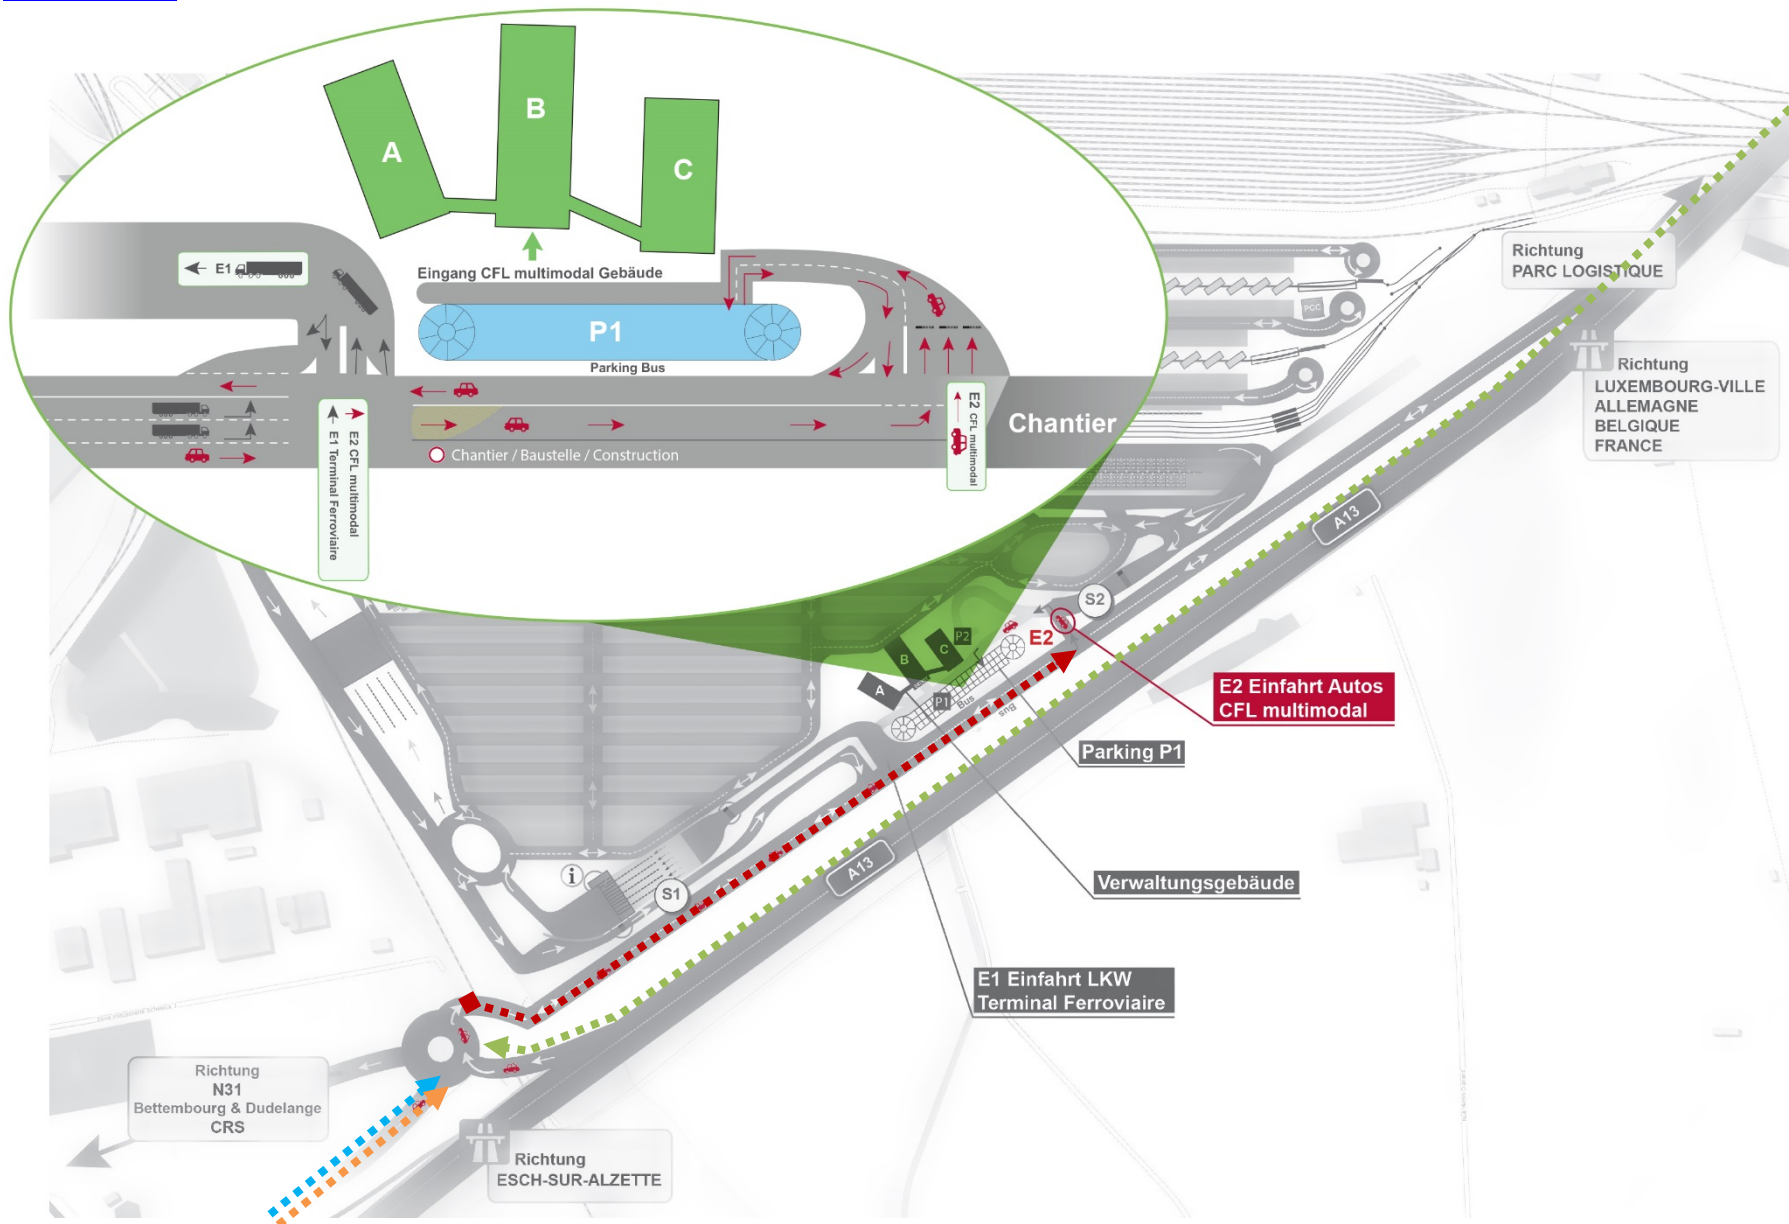 A
B
C
E1
Eingang CFL multimodal Gebäude
P1
Parking Bus
E1 Terminal Ferroviaire
E2 CFL multimodal
E2 CFL multimodal
Chantier
Chantier / Baustelle / Construction
Richtung
PARC LOGISTIQUE
PCC
Richtung
LUXEMBOURG-VILLE
ALLEMAGNE
BELGIQUE
FRANCE
A13
S2
E2
P2
C
B
A
P1
Bus
Bus
E2 Einfahrt Autos
CFL multimodal
Parking P1
A13
Verwaltungsgebäude
i
S1
E1 Einfahrt LKW
Terminal Ferroviaire
Richtung
N31
Bettembourg & Dudelange
CRS
Richtung
ESCH-SUR-ALZETTE